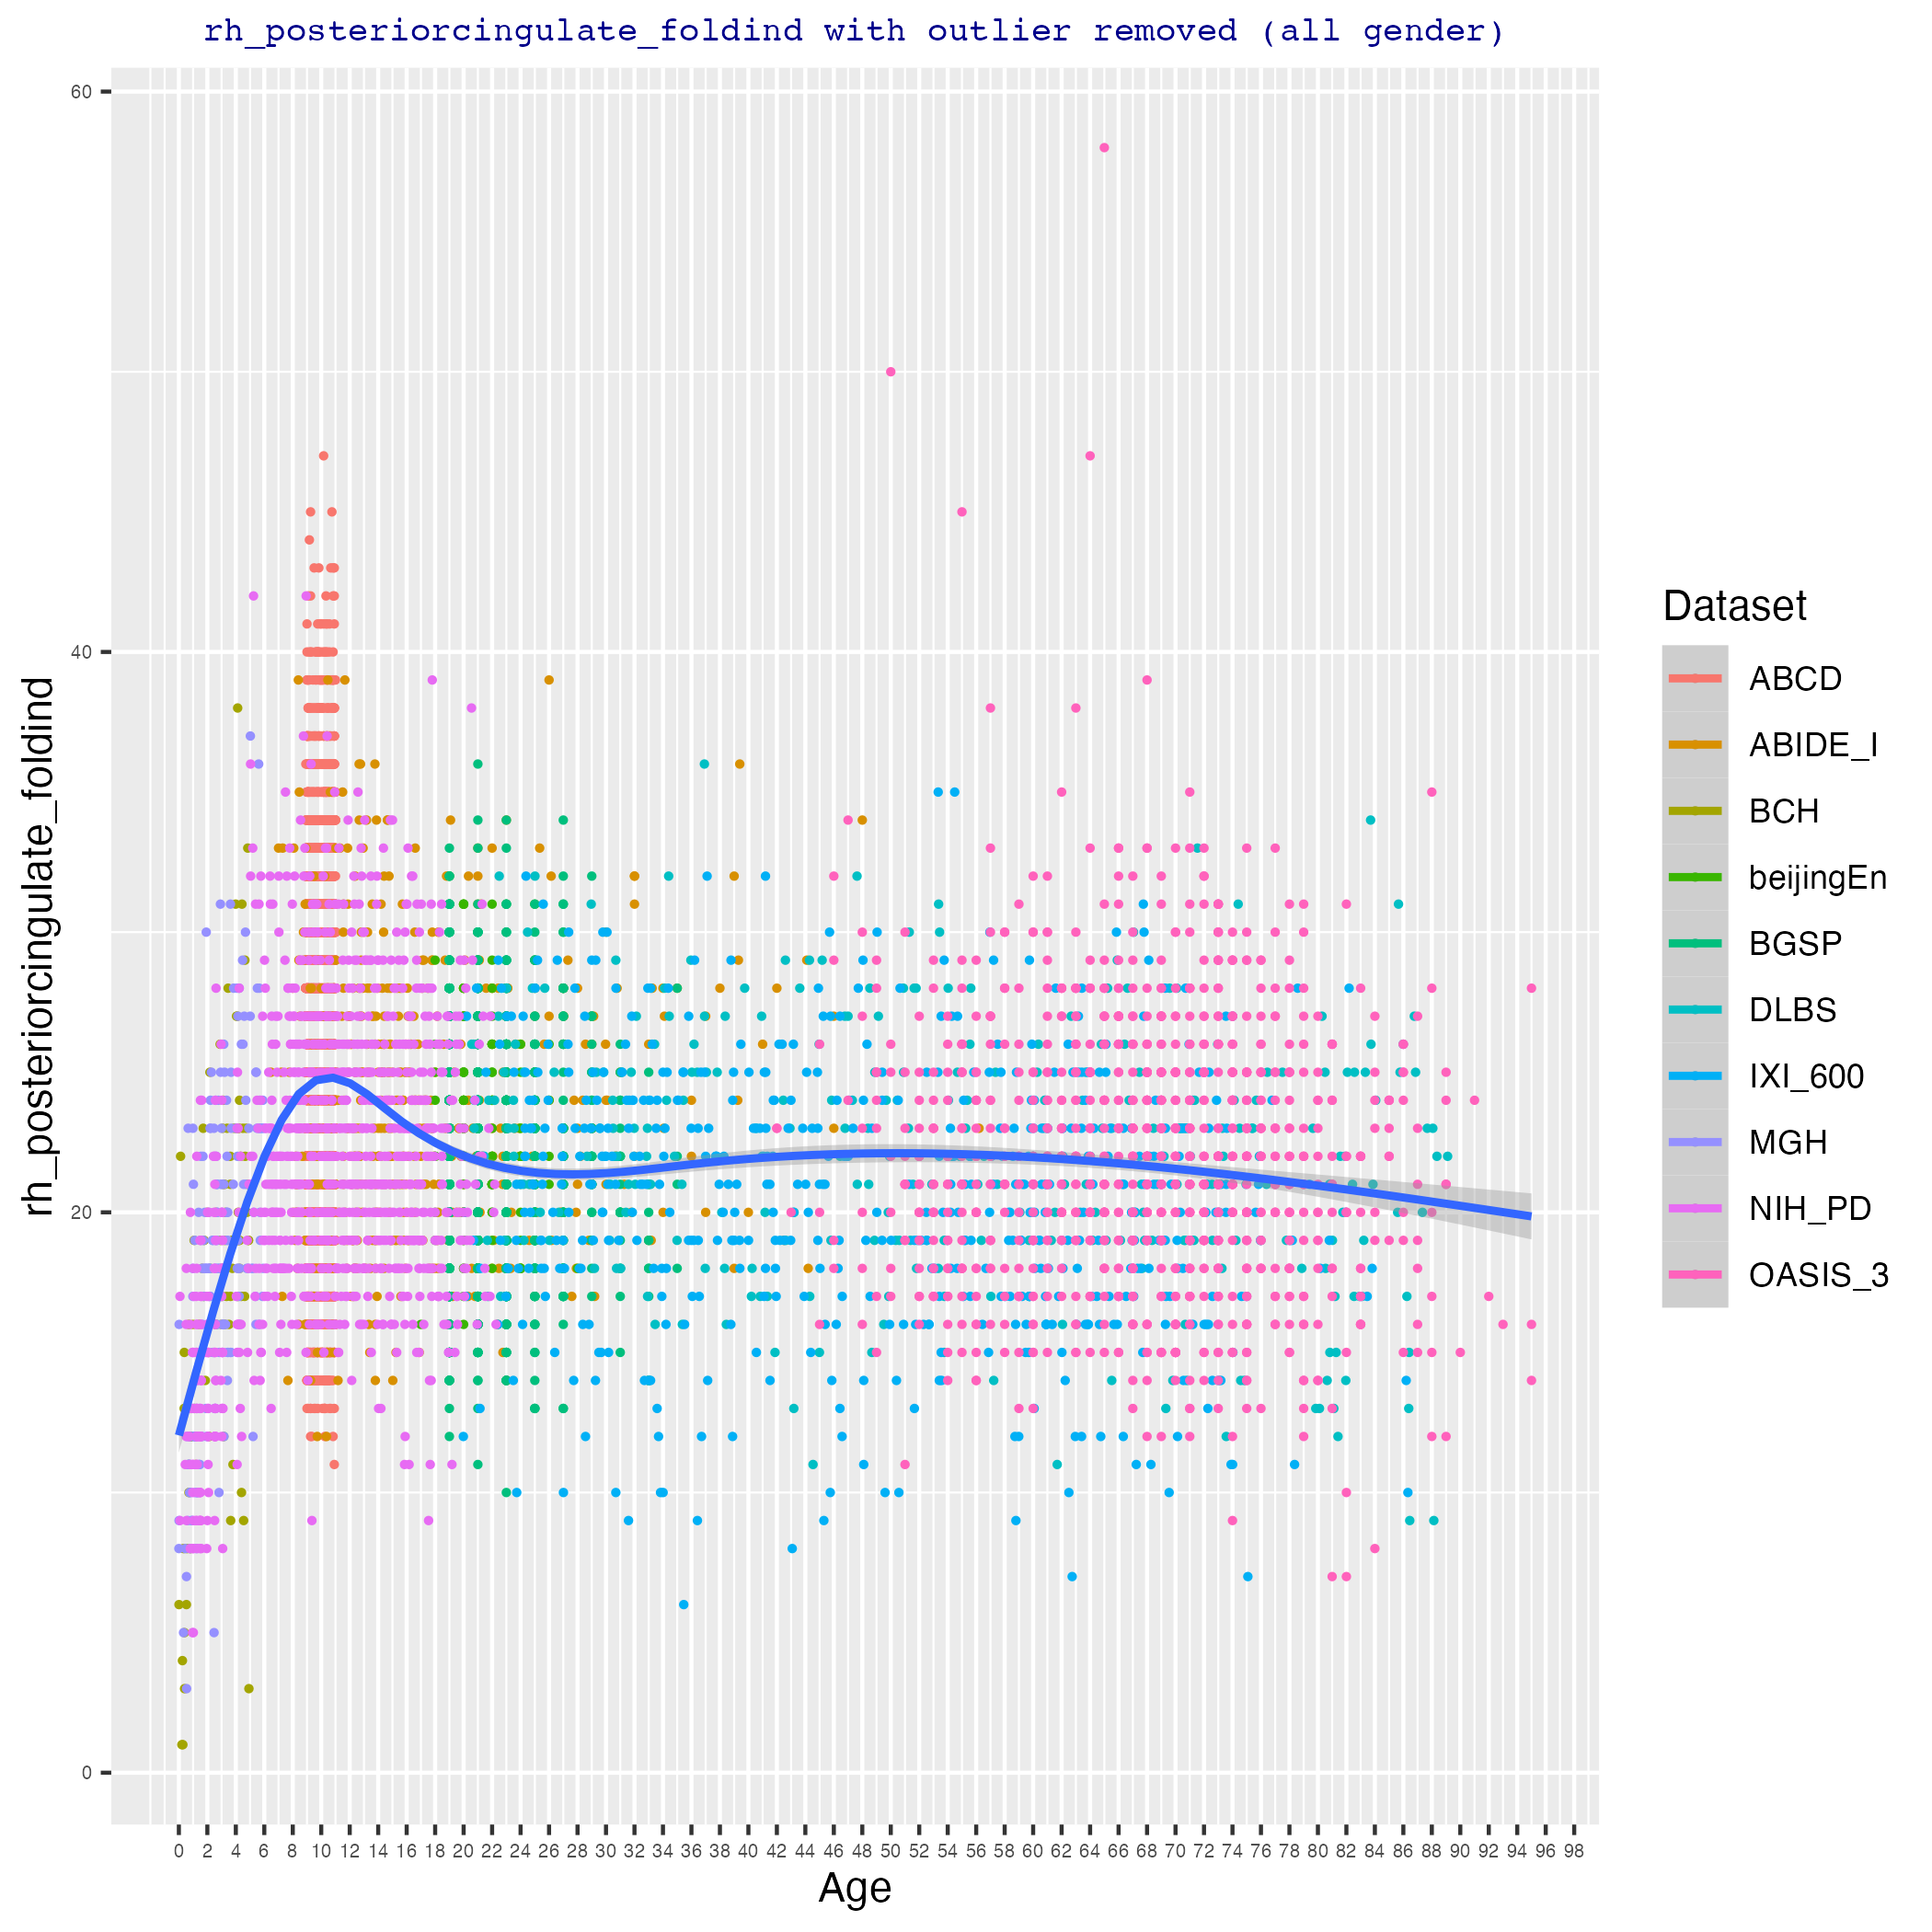 rh_posteriorcingulate_foldind with outlier removed (all gender)
rh_posteriorcingulate_foldind
60
40
20
0
0 2 4 6 8 10 12 14 16 18 20 22 24 26 28 30 32 34 36 38 40 42 44 46 48 50 52 54 56 58 60 62 64 66 68 70 72 74 76 78 80 82 84 86 88 90 92 94 96 98
Age
Dataset
ABCD
ABIDE_I
BCH
beijingEn
BGSP
DLBS
IXI_600
MGH
NIH_PD
OASIS_3